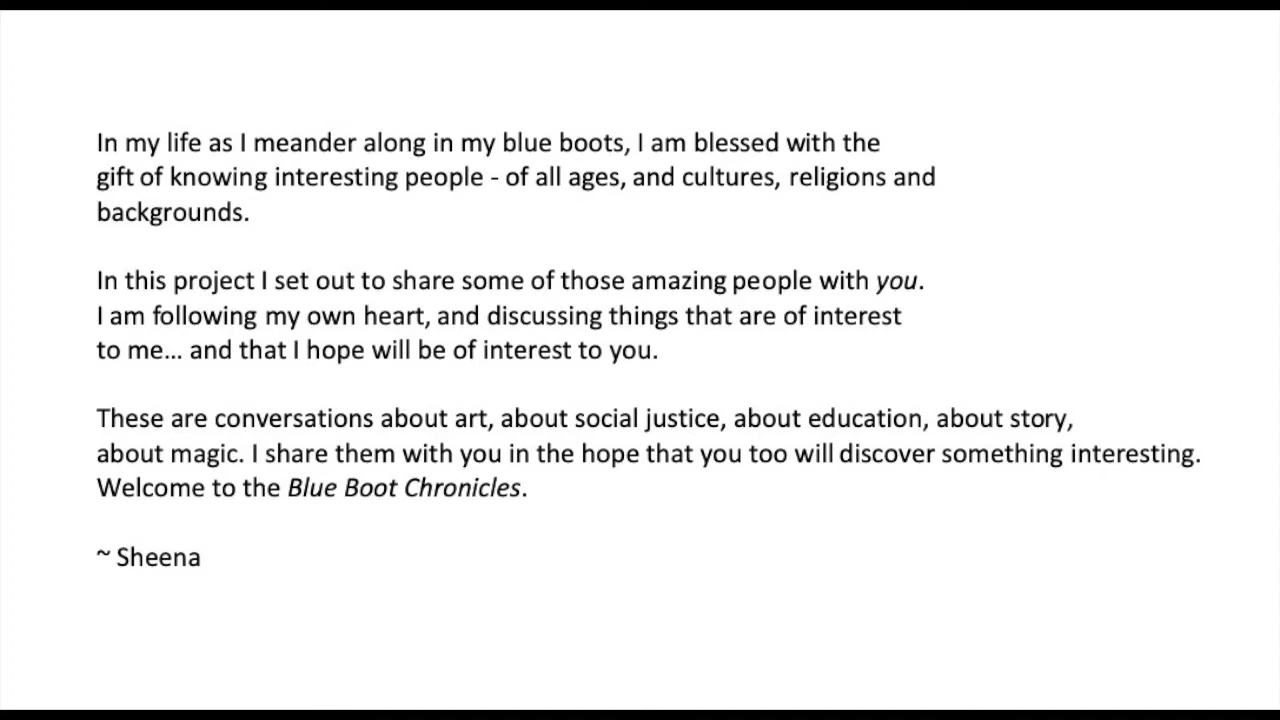 In my life as I meander along in my blue boots, I am blessed with the
gift of knowing interesting people - of all ages, and cultures, religions and
backgrounds.
In this project I set out to share some of those amazing people with you.
I am following my own heart, and discussing things that are of interest
to me... and that I hope will be of interest to you.
These are conversations about art, about social justice, about education, about story,
about magic. I share them with you in the hope that you too will discover something interesting.
Welcome to the Blue Boot Chronicles.
~ Sheena